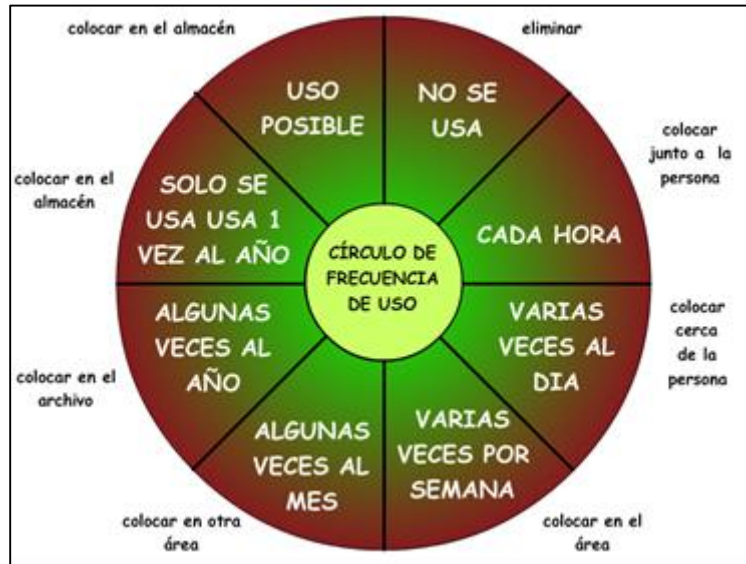 colocar en el almacén
eliminar
USO
POSIBLE
NO SE
USA
colocar
junto a la
persona
colocar en el
almacén
SOLO SE
USA USA 1
VEZ AL AÑO
CADA HORA
CÍRCULO DE
FRECUENCIA
DE USO
ALGUNAS
VECES AL
AÑO
VARIAS
VECES AL
DIA
colocar
cerca
de la
persona
colocar en el
archivo
ALGUNAS
VECES AL
MES
VARIAS
VECES POR
SEMANA
colocar en otra
área
colocar en el
área